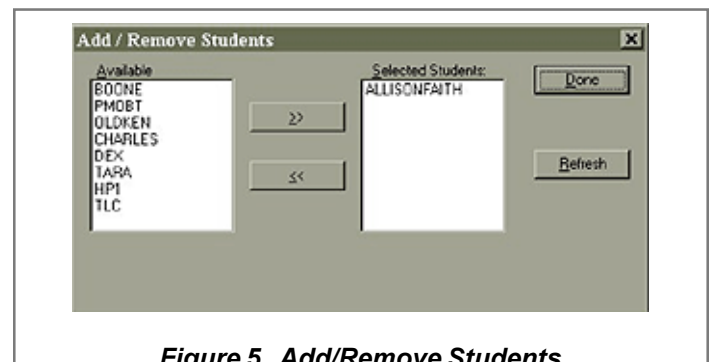 Add / Remove Students
Available
BOONE
PMOBT
OLDKEN
CHARLES
DEX
TARA
HP1
TLC
>>
<<
Selected Students:
ALLISONFAITH
Done
Refresh
Figure 5. Add/Remove Students